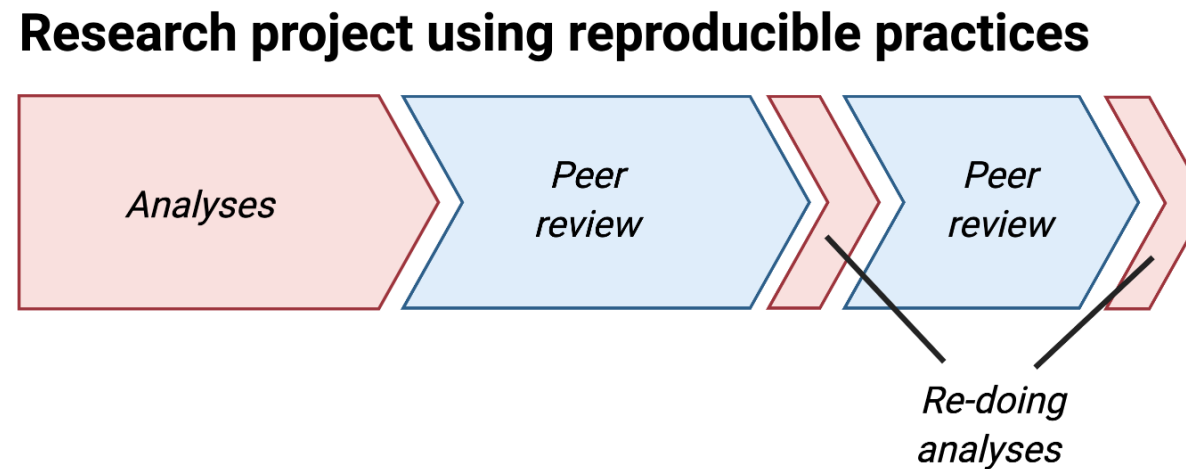 Research project using reproducible practices
Analyses
Peer
review
Peer
review
Re-doing
analyses